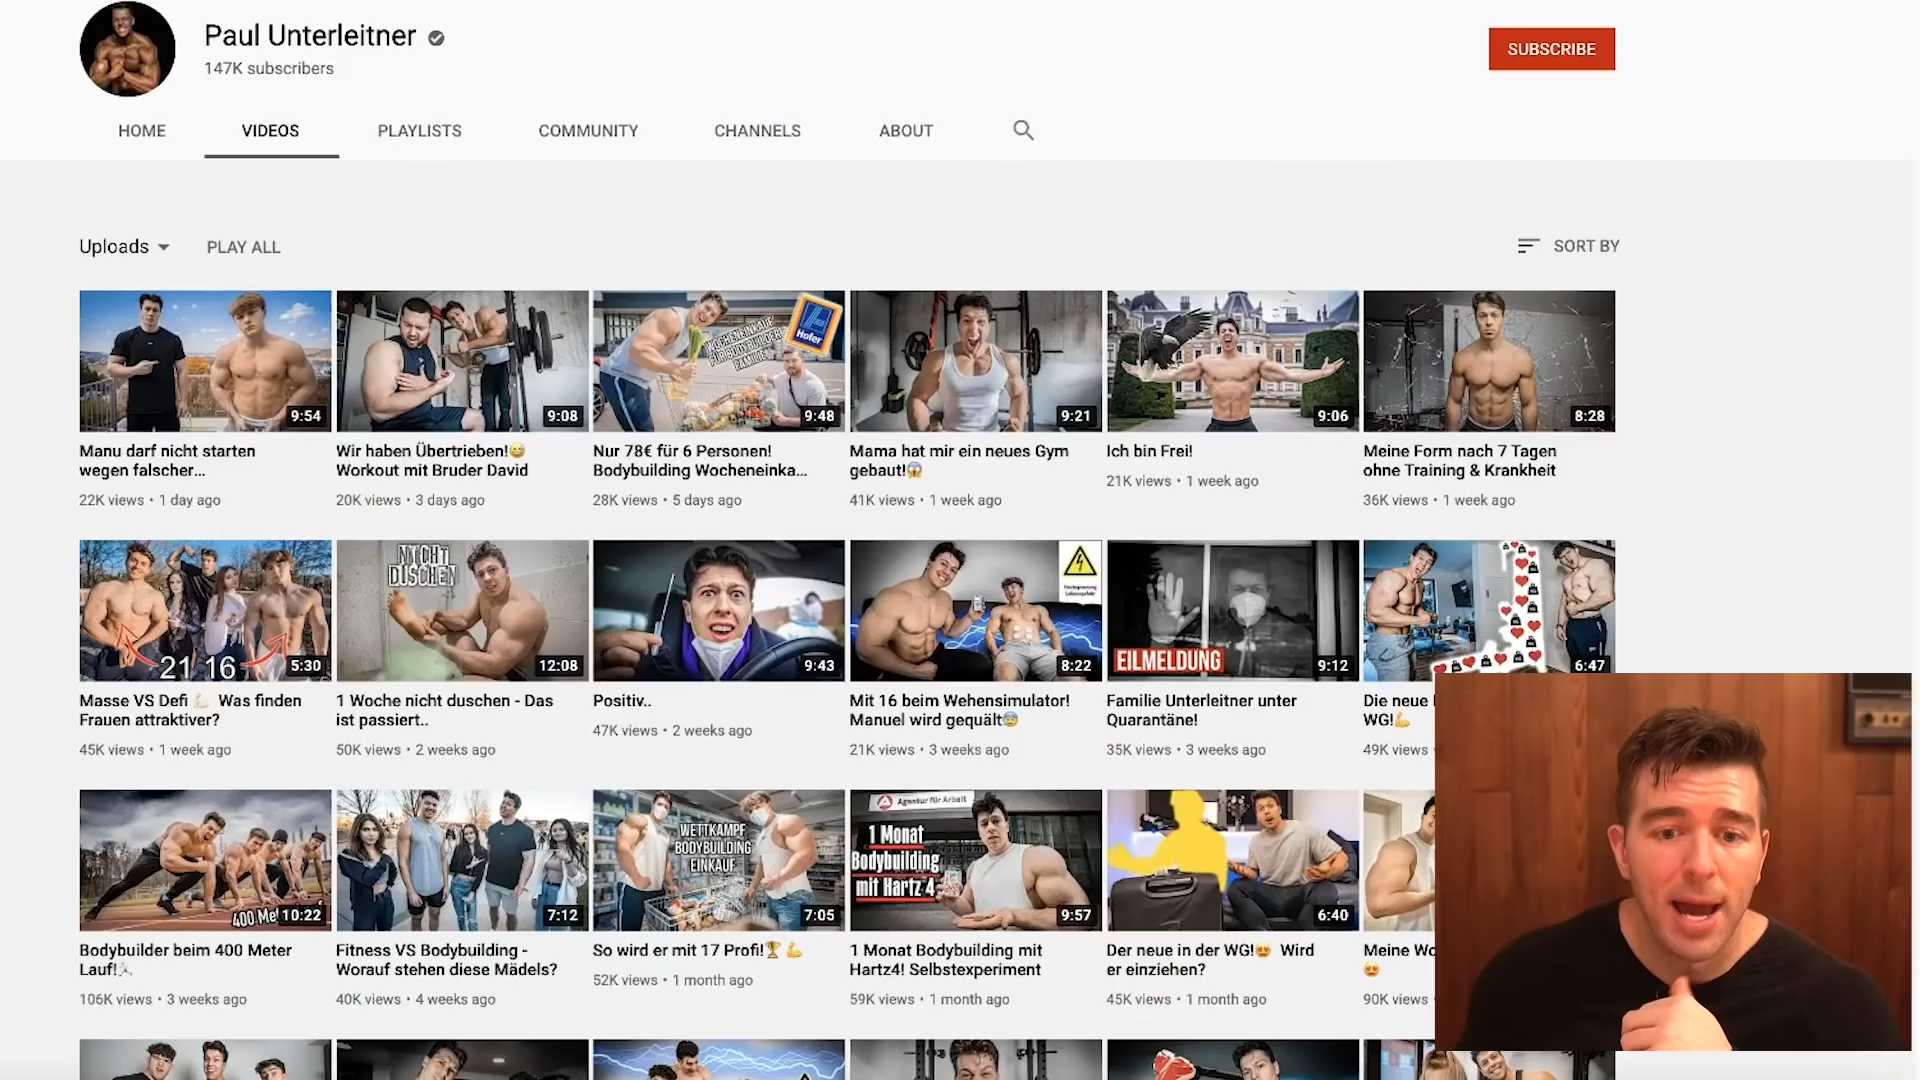 Paul Unterleitner
147K subscribers
SUBSCRIBE
HOME VIDEOS PLAYLISTS COMMUNITY CHANNELS ABOUT
Uploads PLAY ALL SORT BY
9:54 9:08 WOCHENEINKAUF FÜR BODYBUILDER FAMILIE Hofer 9:48 9:21 9:06 8:28
Manu darf nicht starten wegen falscher...
22K views • 1 day ago
Wir haben Übertrieben!😅 Workout mit Bruder David
20K views • 3 days ago
Nur 78€ für 6 Personen! Bodybuilding Wocheneinka...
28K views • 5 days ago
Mama hat mir ein neues Gym gebaut!😱
41K views • 1 week ago
Ich bin Frei!
21K views • 1 week ago
Meine Form nach 7 Tagen ohne Training & Krankheit
36K views • 1 week ago
21 16 5:30
NICHT DUSCHEN 12:08
9:43
8:22
EILMELDUNG 9:12
6:47
Masse VS Defi💪 Was finden Frauen attraktiver?
45K views • 1 week ago
1 Woche nicht duschen - Das ist passiert..
50K views • 2 weeks ago
Positiv..
47K views • 2 weeks ago
Mit 16 beim Wehensimulator! Manuel wird gequält😰
21K views • 3 weeks ago
Familie Unterleitner unter Quarantäne!
35K views • 3 weeks ago
Die neue
WG!💪
49K views
400 Me! 10:22
7:12
WETTKAMPF BODYBUILDING EINKAUF 7:05
Agentur für Arbeit
1 Monat Bodybuilding mit Hartz 4 9:57
6:40
Bodybuilder beim 400 Meter Lauf!🏃
106K views • 3 weeks ago
Fitness VS Bodybuilding - Worauf stehen diese Mädels?
40K views • 4 weeks ago
So wird er mit 17 Profi!🏆💪
52K views • 1 month ago
1 Monat Bodybuilding mit Hartz4! Selbstexperiment
59K views • 1 month ago
Der neue in der WG!😍 Wird er einziehen?
45K views • 1 month ago
Meine Wo
😍
90K views